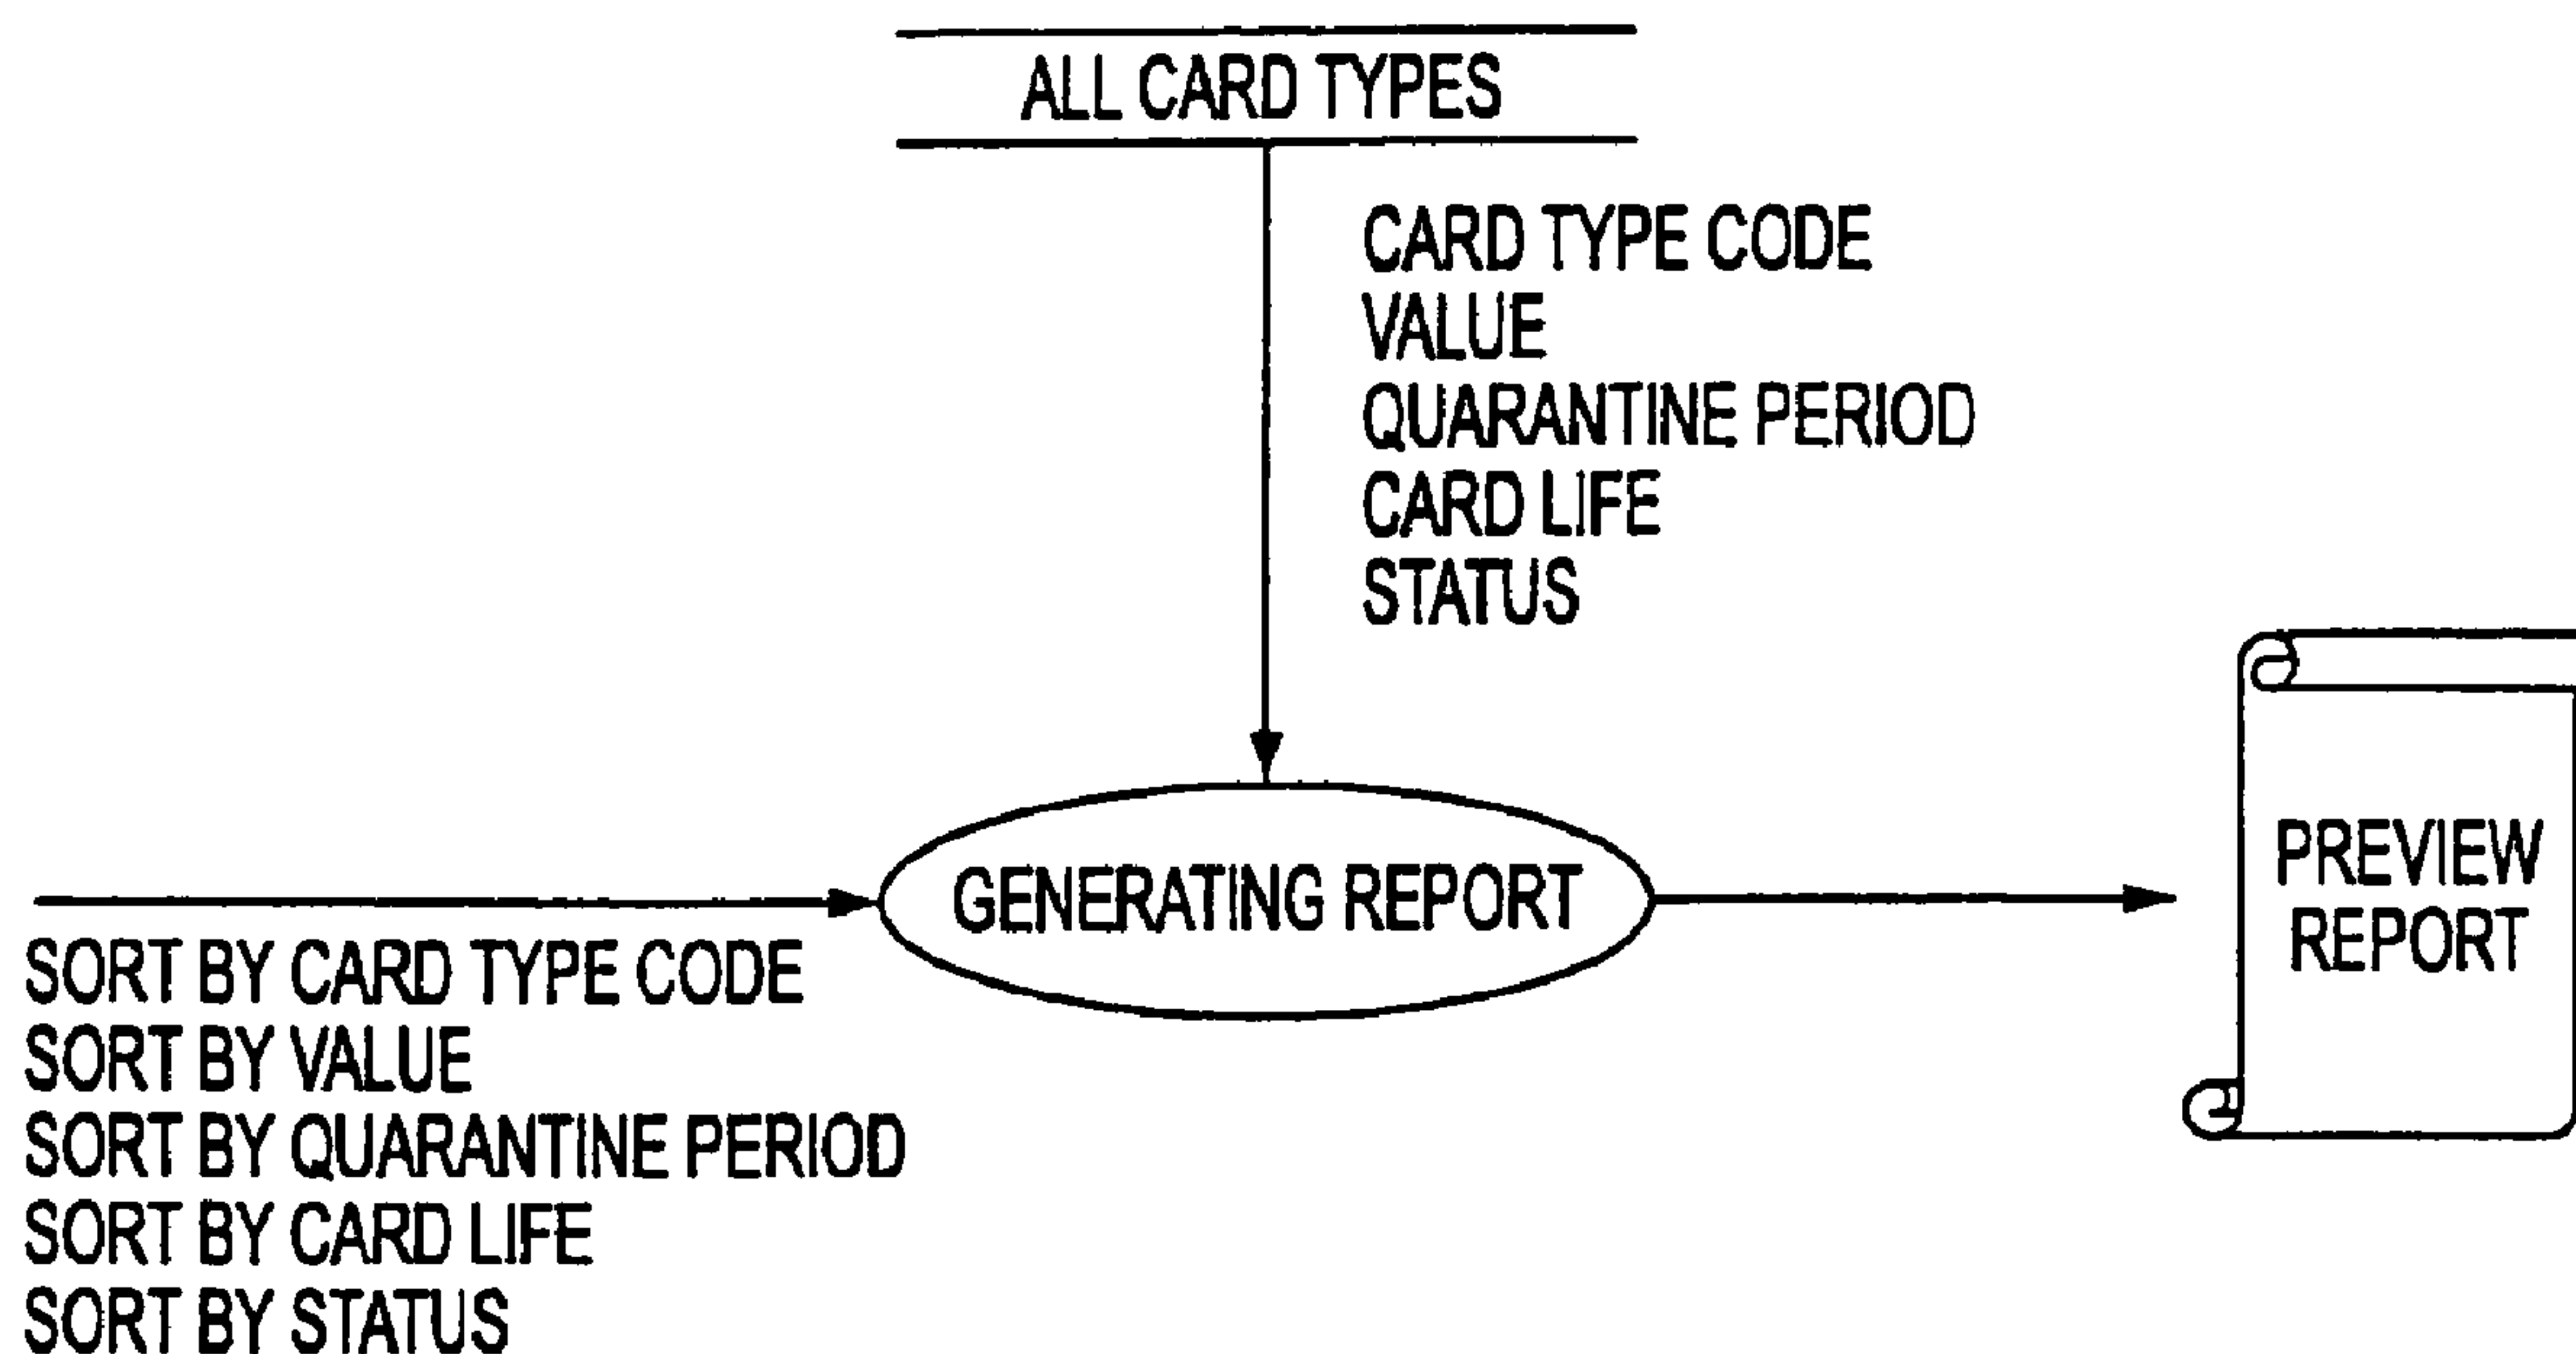 ALL CARD TYPES
CARD TYPE CODE
VALUE
QUARANTINE PERIOD
CARD LIFE
STATUS
GENERATING REPORT
PREVIEW
REPORT
SORT BY CARD TYPE CODE
SORT BY VALUE
SORT BY QUARANTINE PERIOD
SORT BY CARD LIFE
SORT BY STATUS